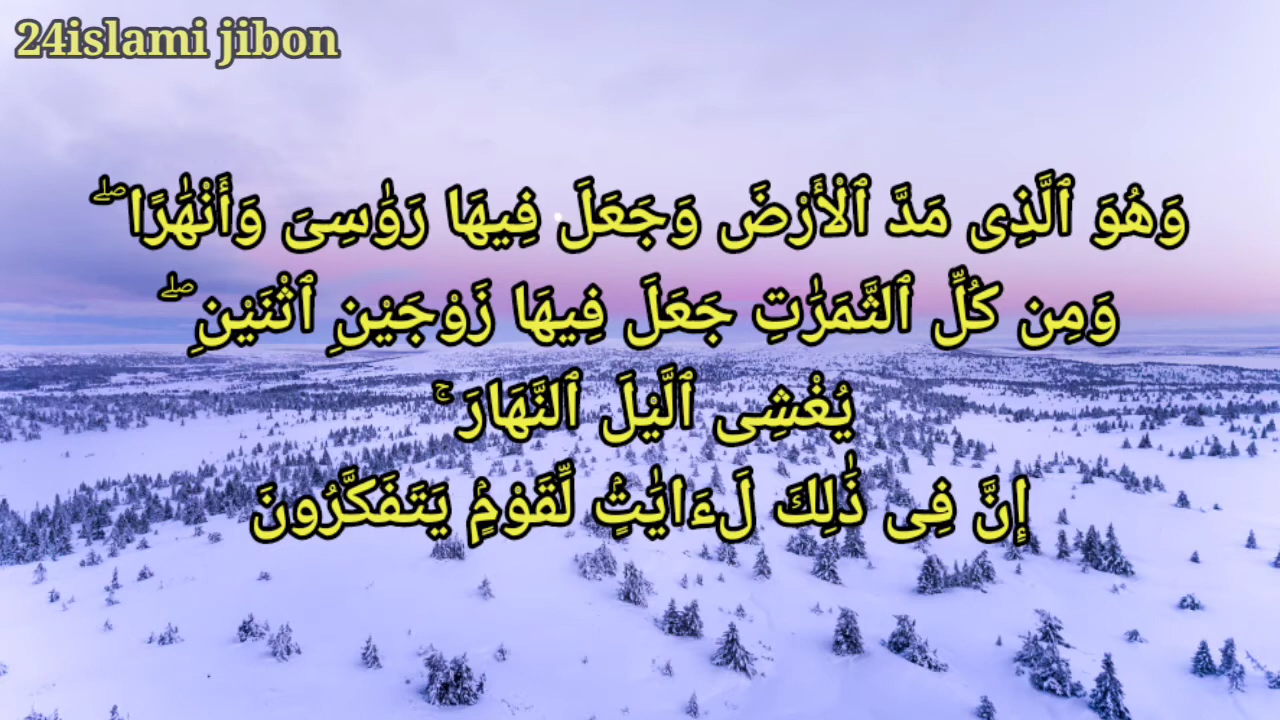 24islami jibon
وَهُوَ ٱلَّذِى مَدَّ ٱلْأَرْضَ وَجَعَلَ فِيهَا رَوَٰسِىَ وَأَنْهَٰرًا ۖ
وَمِن كُلِّ ٱلثَّمَرَٰتِ جَعَلَ فِيهَا زَوْجَيْنِ ٱثْنَيْنِ ۖ
يُغْشِى ٱلَّيْلَ ٱلنَّهَارَ ۚ
إِنَّ فِى ذَٰلِكَ لَءَايَٰتٍۢ لِّقَوْمٍۢ يَتَفَكَّرُونَ